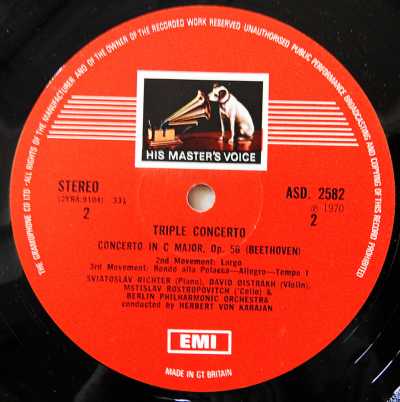 THE GRAMOPHONE CO LTD · ALL RIGHTS OF THE MANUFACTURER AND OF THE OWNER OF THE RECORDED WORK RESERVED UNAUTHORISED PUBLIC PERFORMANCE BROADCASTING AND COPYING OF THIS RECORD PROHIBITED
HIS MASTER'S VOICE
STEREO
(2YRA.9104) 33⅓
2
ASD. 2582
℗ 1970
2
TRIPLE CONCERTO
CONCERTO IN C MAJOR, Op. 56 (BEETHOVEN)
2nd Movement: Largo
3rd Movement: Rondo alla Polacca—Allegro—Tempo 1
SVIATOSLAV RICHTER (Piano), DAVID OISTRAKH (Violin),
MSTISLAV ROSTROPOVITCH ('Cello) &
BERLIN PHILHARMONIC ORCHESTRA
conducted by HERBERT VON KARAJAN
EMI
MADE IN GT BRITAIN